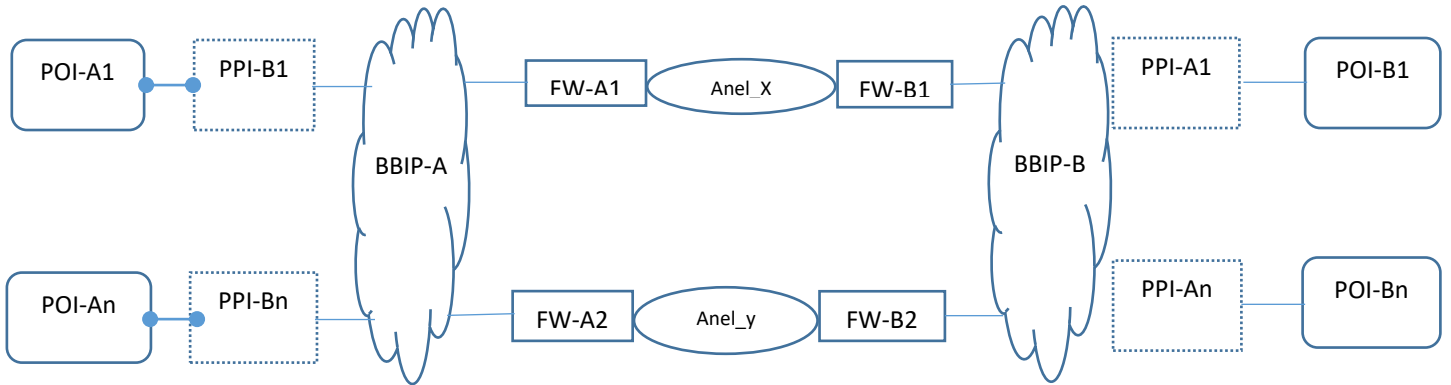 POI-A1
PPI-B1
BBIP-A
FW-A1
Anel_X
FW-B1
BBIP-B
PPI-A1
POI-B1
POI-An
PPI-Bn
FW-A2
Anel_y
FW-B2
PPI-An
POI-Bn